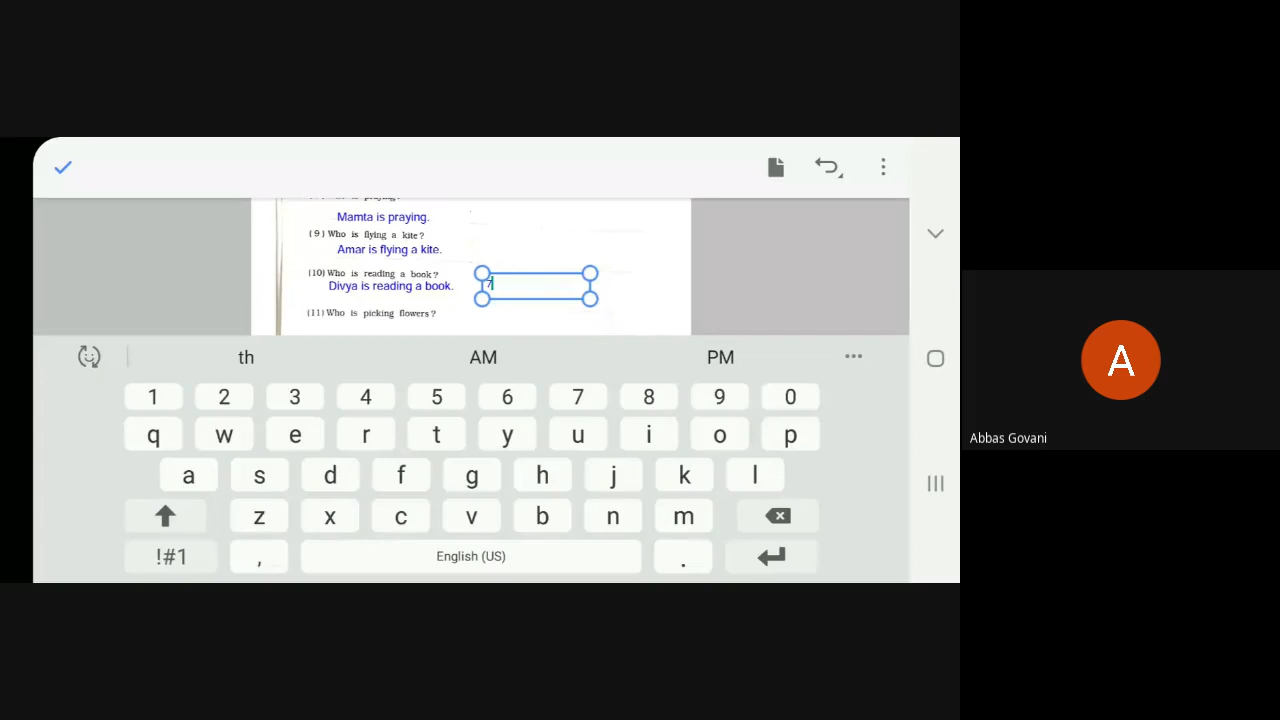 Mamta is praying.
(9) Who is flying a kite?
Amar is flying a kite.
(10) Who is reading a book?
Divya is reading a book.
7
(11) Who is picking flowers?
th AM PM
1 2 3 4 5 6 7 8 9 0
q w e r t y u i o p
a s d f g h j k l
z x c v b n m
!#1 , English (US) .
A
Abbas Govani